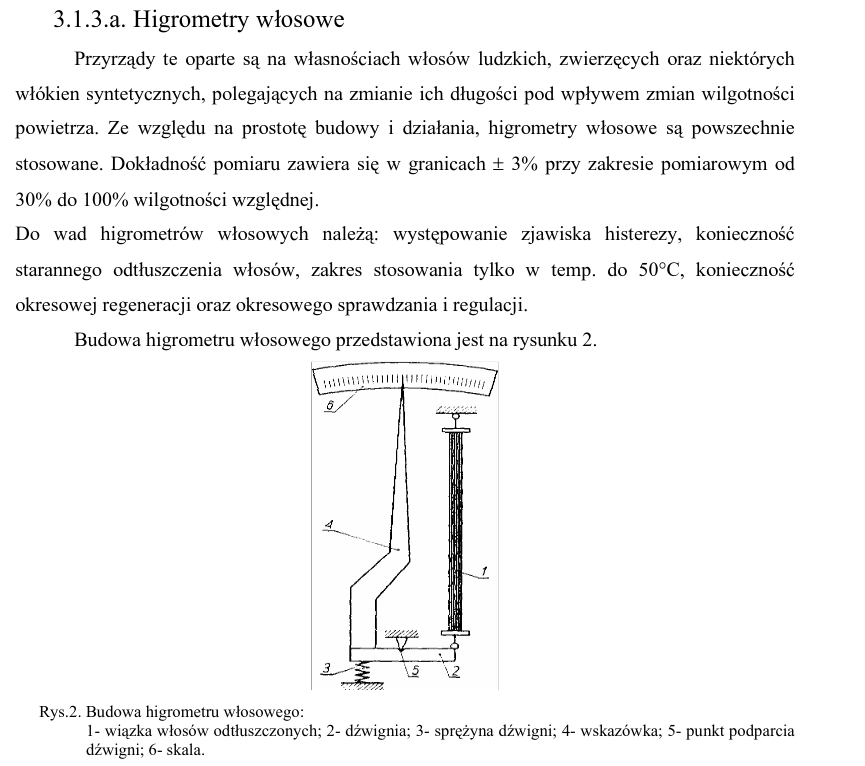 3.1.3.a. Higrometry włosowe
Przyrządy te oparte są na własnościach włosów ludzkich, zwierzęcych oraz niektórych
włókien syntetycznych, polegających na zmianie ich długości pod wpływem zmian wilgotności
powietrza. Ze względu na prostotę budowy i działania, higrometry włosowe są powszechnie
stosowane. Dokładność pomiaru zawiera się w granicach ± 3% przy zakresie pomiarowym od
30% do 100% wilgotności względnej.
Do wad higrometrów włosowych należą: występowanie zjawiska histerezy, konieczność
starannego odtłuszczenia włosów, zakres stosowania tylko w temp. do 50°C, konieczność
okresowej regeneracji oraz okresowego sprawdzania i regulacji.
Budowa higrometru włosowego przedstawiona jest na rysunku 2.
6
4
1
3
5
2
Rys.2. Budowa higrometru włosowego:
1- wiązka włosów odtłuszczonych; 2- dźwignia; 3- sprężyna dźwigni; 4- wskazówka; 5- punkt podparcia
dźwigni; 6- skala.